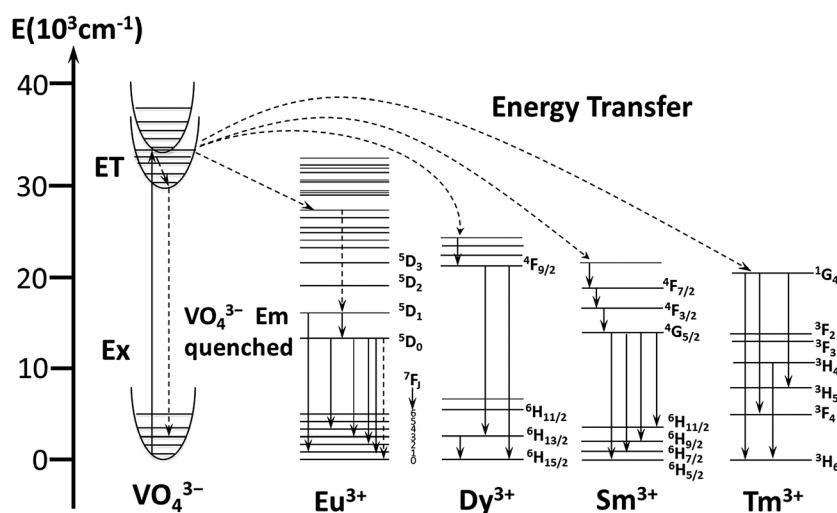 E(10³cm⁻¹)
40
30
20
10
0
Energy Transfer
ET
Ex
VO₄³⁻ Em
quenched
⁵D₃
⁵D₂
⁵D₁
⁵D₀
⁷Fⱼ
6
5
4
3
2
1
0
⁴F₉/₂
⁶H₁₁/₂
⁶H₁₃/₂
⁶H₁₅/₂
⁴F₇/₂
⁴F₃/₂
⁴G₅/₂
⁶H₁₁/₂
⁶H₉/₂
⁶H₇/₂
⁶H₅/₂
¹G₄
³F₂
³F₃
³H₄
³H₅
³F₄
³H₆
VO₄³⁻
Eu³⁺
Dy³⁺
Sm³⁺
Tm³⁺